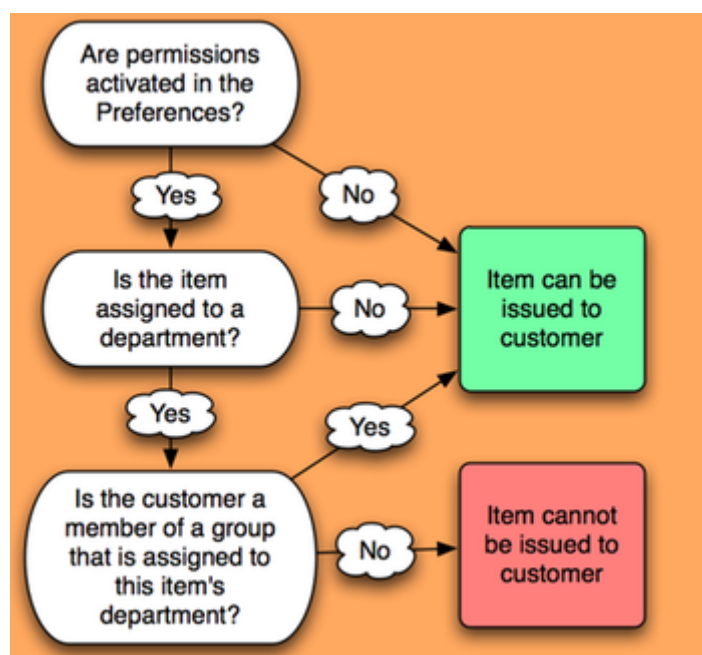 Are permissions
activated in the
Preferences?
Yes
No
Is the item
assigned to a
department?
No
Item can be
issued to
customer
Yes
Yes
Is the customer a
member of a group
that is assigned to
this item's
department?
No
Item cannot
be issued to
customer